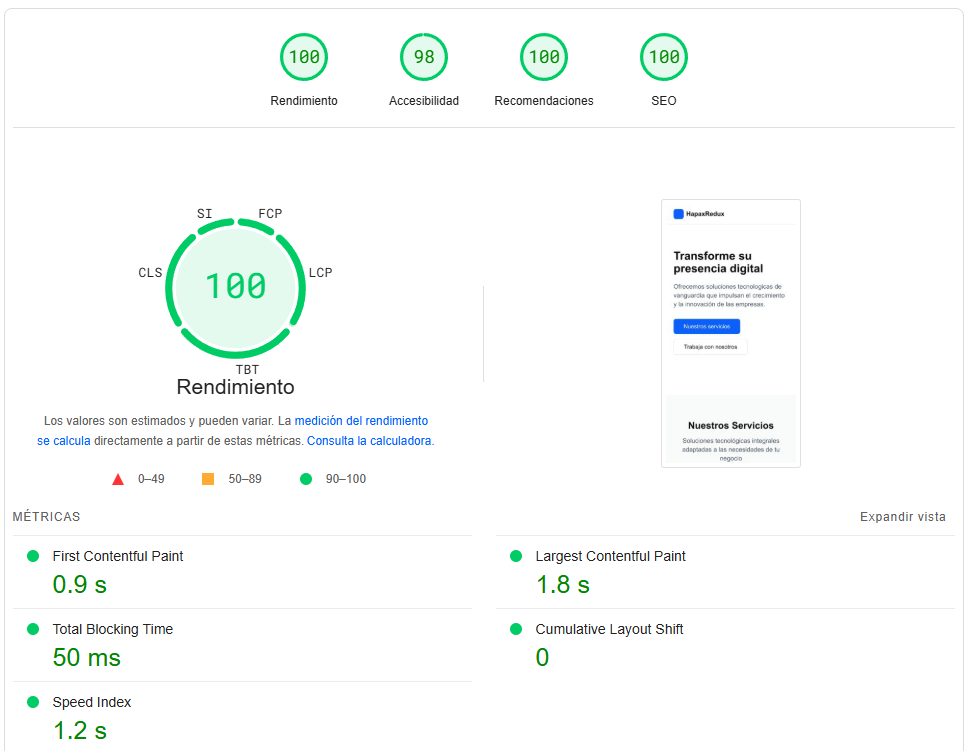 100
98
100
100
Rendimiento
Accesibilidad
Recomendaciones
SEO
SI
FCP
CLS
LCP
100
TBT
Rendimiento
Los valores son estimados y pueden variar. La medición del rendimiento
se calcula directamente a partir de estas métricas. Consulta la calculadora.
0–49
50–89
90–100
HapaxRedux
Transforme su
presencia digital
Ofrecemos soluciones tecnologicas de
vanguardia que impulsan el crecimiento
y la innovación de las empresas.
Nuestros servicios
Trabaja con nosotros
Nuestros Servicios
Soluciones tecnológicas integrales
adaptadas a las necesidades de tu
negocio
MÉTRICAS
Expandir vista
First Contentful Paint
0.9 s
Largest Contentful Paint
1.8 s
Total Blocking Time
50 ms
Cumulative Layout Shift
0
Speed Index
1.2 s